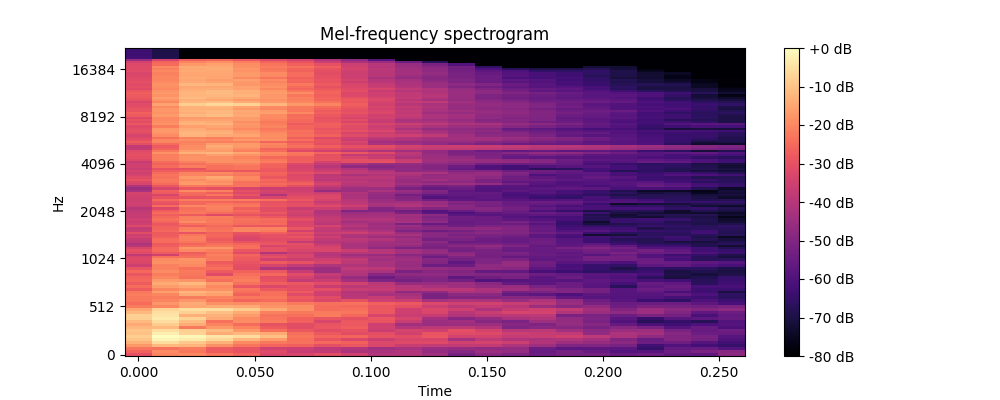 Mel-frequency spectrogram
Hz
16384
8192
4096
2048
1024
512
0
0.000 0.050 0.100 0.150 0.200 0.250
Time
+0 dB
-10 dB
-20 dB
-30 dB
-40 dB
-50 dB
-60 dB
-70 dB
-80 dB